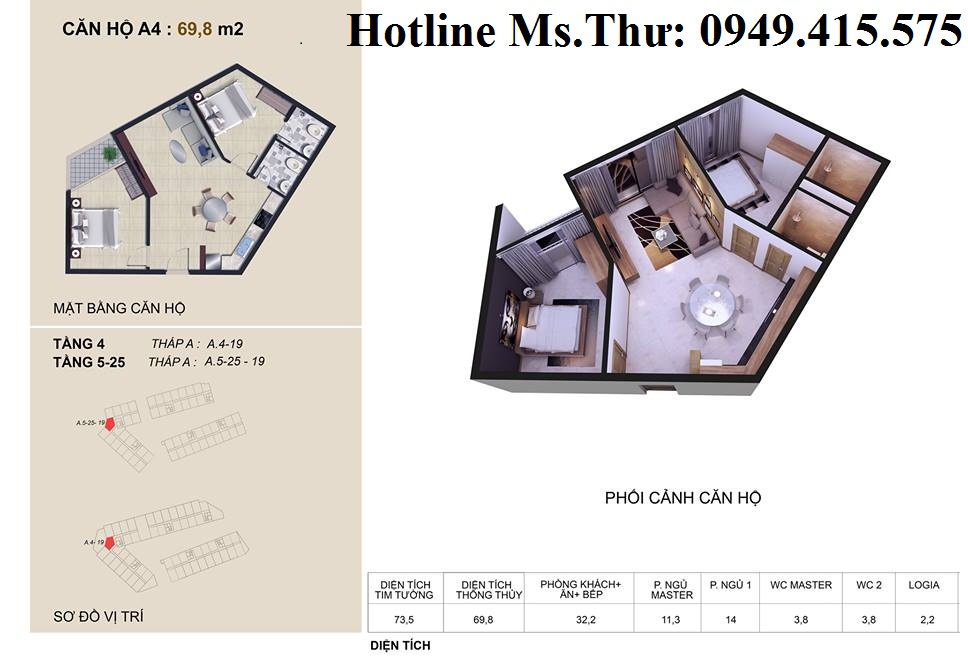 CĂN HỘ A4 : 69,8 m2
Hotline Ms.Thư: 0949.415.575
MẶT BẰNG CĂN HỘ
TẦNG 4 THÁP A : A.4-19
TẦNG 5-25 THÁP A : A.5-25 - 19
A.5-25- 19
A.4- 19
SƠ ĐỒ VỊ TRÍ
PHỐI CẢNH CĂN HỘ
DIỆN TÍCH TIM TƯỜNG
DIỆN TÍCH THÔNG THỦY
PHÒNG KHÁCH+ ĂN+ BẾP
P. NGỦ MASTER
P. NGỦ 1
WC MASTER
WC 2
LOGIA
73,5 69,8 32,2 11,3 14 3,8 3,8 2,2
DIỆN TÍCH